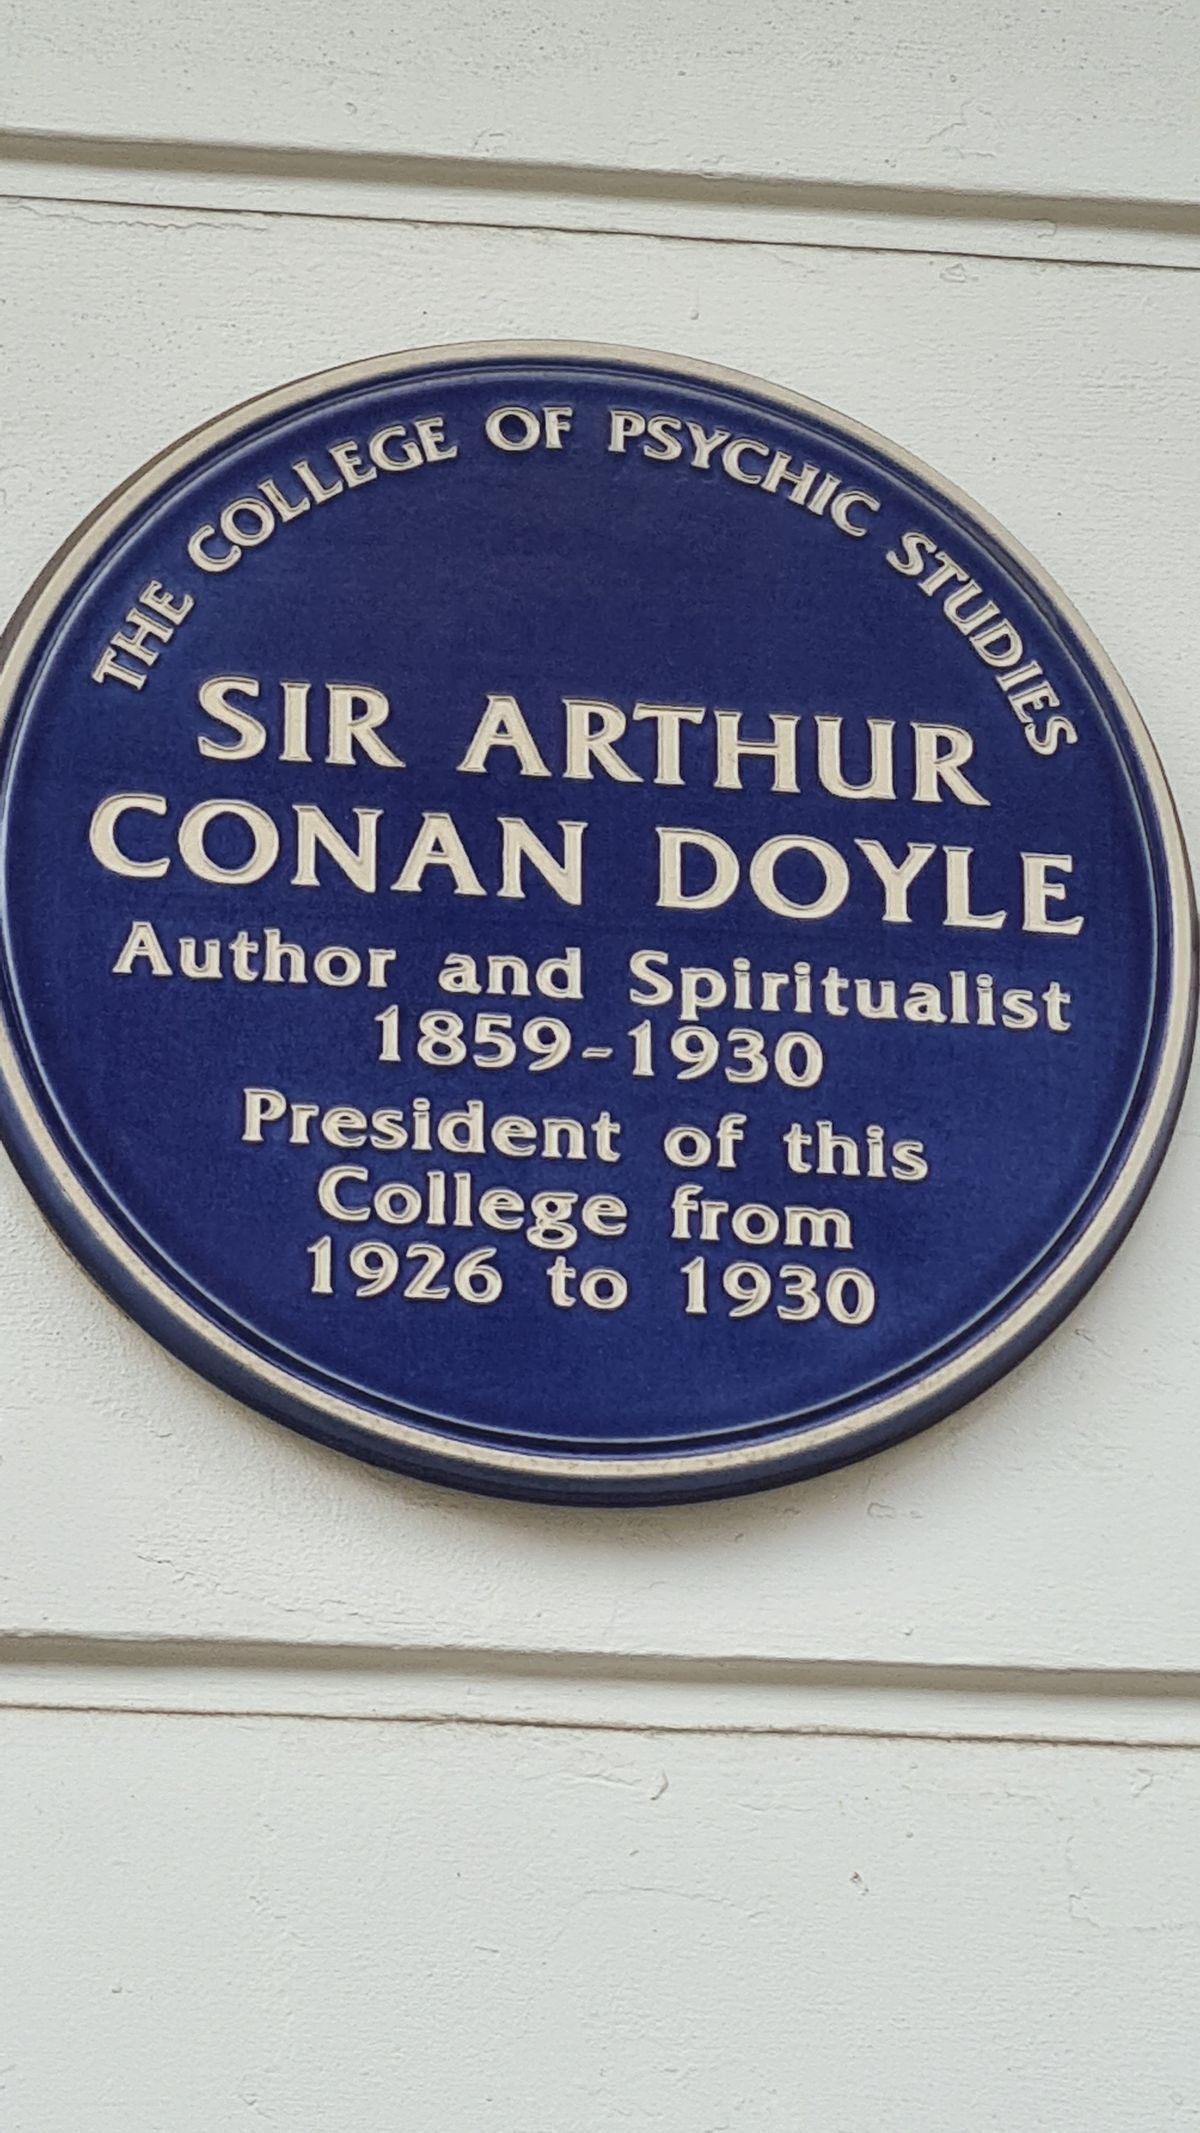 THE COLLEGE OF PSYCHIC STUDIES
SIR ARTHUR
CONAN DOYLE
Author and Spiritualist
1859-1930
President of this
College from
1926 to 1930